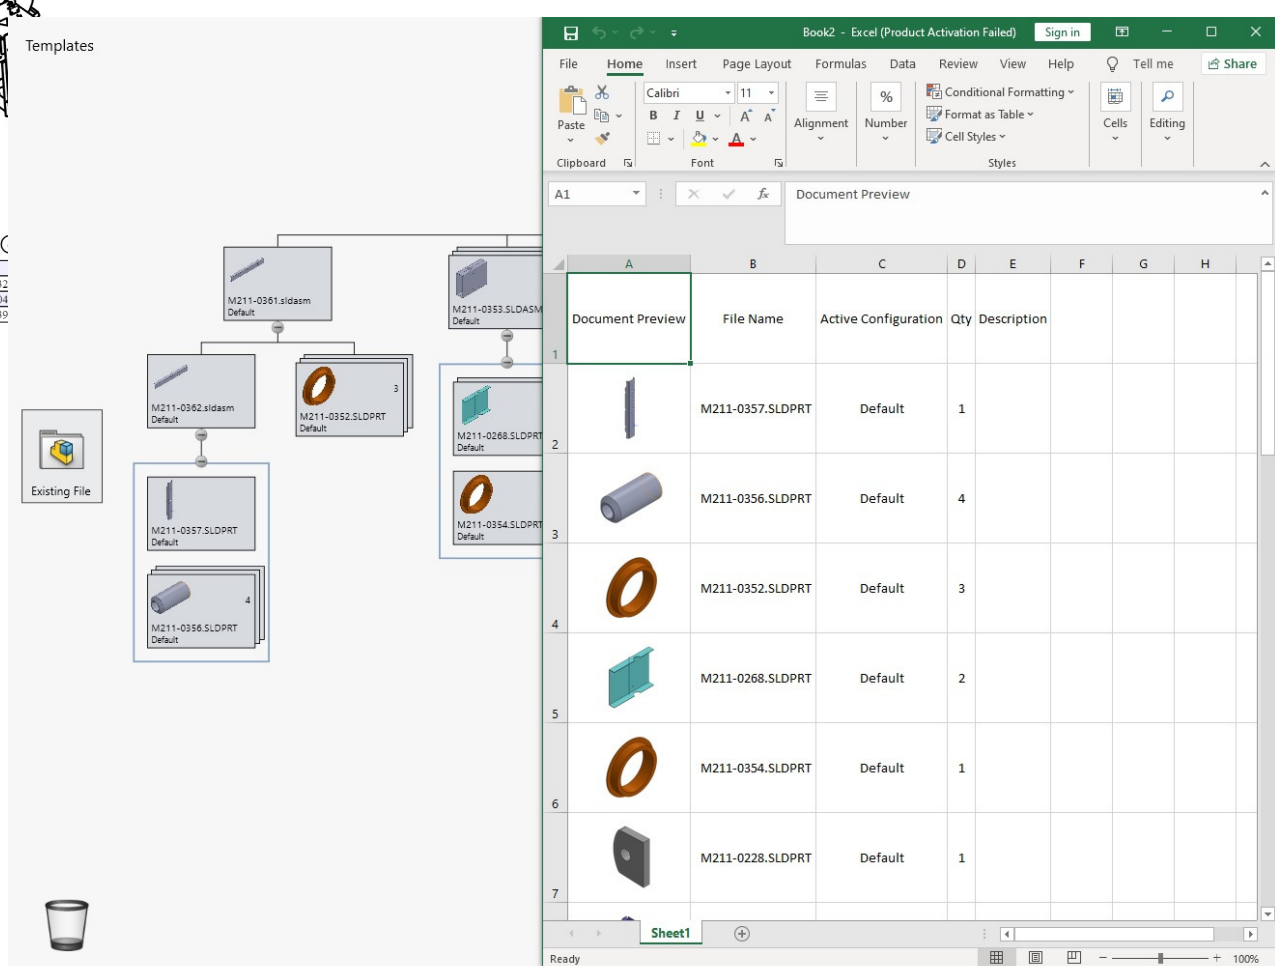 Templates
M211-0361.sldasm
Default
M211-0353.SLDASM
Default
M211-0362.sldasm
Default
3
M211-0352.SLDPRT
Default
M211-0268.SLDPRT
Default
Existing File
M211-0357.SLDPRT
Default
M211-0354.SLDPRT
Default
4
M211-0356.SLDPRT
Default
Book2 - Excel (Product Activation Failed)
Sign in
File Home Insert Page Layout Formulas Data Review View Help Tell me Share
Calibri 11
Conditional Formatting
Format as Table
Cell Styles
Paste
B I U A A
A
Alignment
%
Number
Cells
Editing
Clipboard Font Styles
A1 fx Document Preview
A B C D E F G H
1 Document Preview File Name Active Configuration Qty Description
2 M211-0357.SLDPRT Default 1
3 M211-0356.SLDPRT Default 4
4 M211-0352.SLDPRT Default 3
5 M211-0268.SLDPRT Default 2
6 M211-0354.SLDPRT Default 1
7 M211-0228.SLDPRT Default 1
Sheet1
Ready 100%